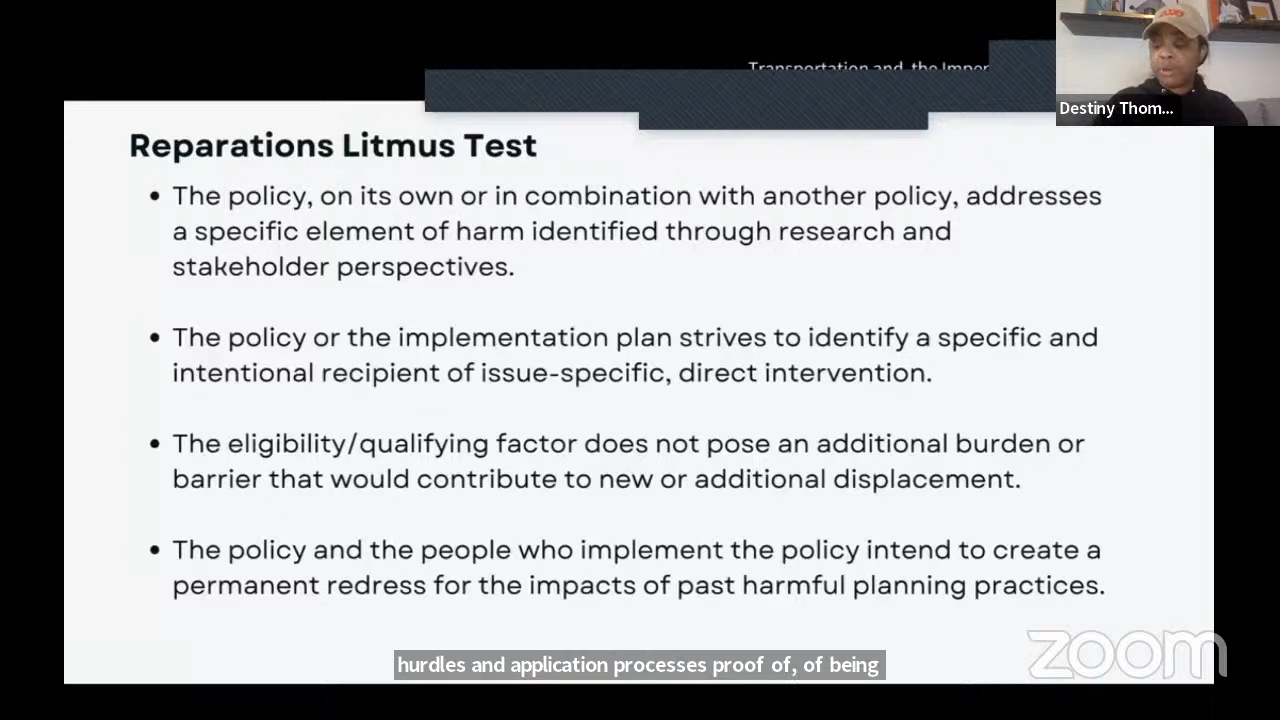 Transportation and the Imper
Destiny Thom...
Reparations Litmus Test
• The policy, on its own or in combination with another policy, addresses
a specific element of harm identified through research and
stakeholder perspectives.
• The policy or the implementation plan strives to identify a specific and
intentional recipient of issue-specific, direct intervention.
• The eligibility/qualifying factor does not pose an additional burden or
barrier that would contribute to new or additional displacement.
• The policy and the people who implement the policy intend to create a
permanent redress for the impacts of past harmful planning practices.
hurdles and application processes proof of, of being
zoom